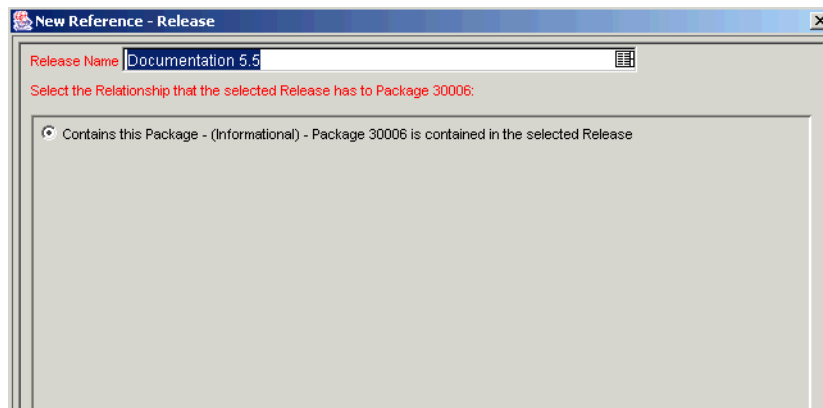 New Reference - Release
Release Name Documentation 5.5
Select the Relationship that the selected Release has to Package 30006:
Contains this Package - (Informational) - Package 30006 is contained in the selected Release